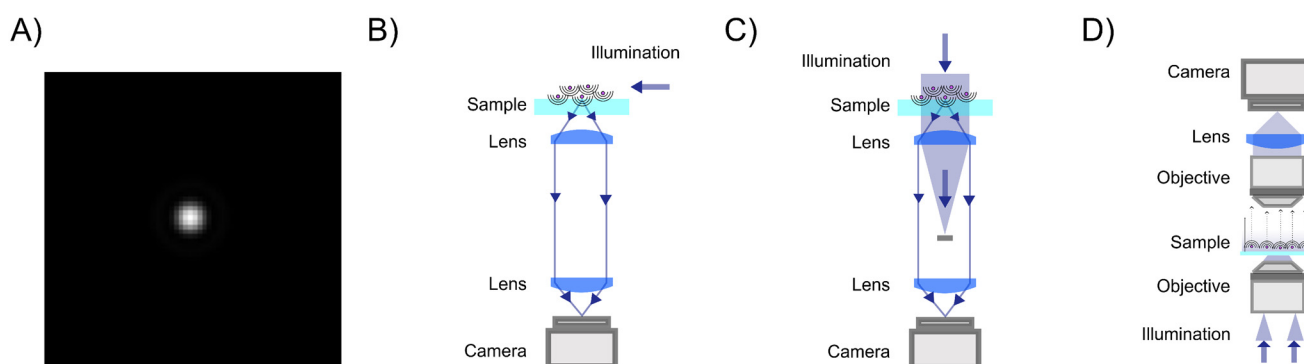 A)
B)
Illumination
Sample
Lens
Lens
Camera
C)
Illumination
Sample
Lens
Lens
Camera
D)
Camera
Lens
Objective
Sample
Objective
Illumination